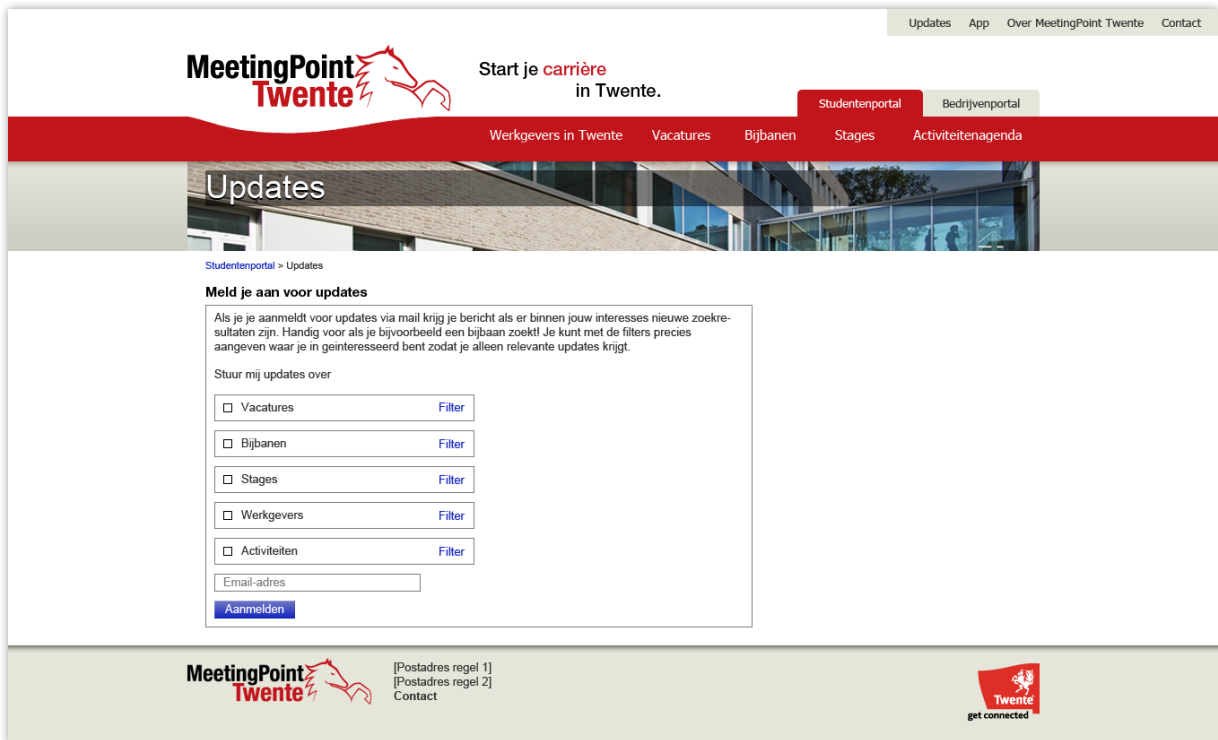 Updates App Over MeetingPoint Twente Contact
MeetingPoint
Twente
Start je carrière
in Twente.
Studentenportal Bedrijvenportal
Werkgevers in Twente Vacatures Bijbanen Stages Activiteitenagenda
Updates
Studentenportal > Updates
Meld je aan voor updates
Als je je aanmeldt voor updates via mail krijg je bericht als er binnen jouw interesses nieuwe zoekre-
sultaten zijn. Handig voor als je bijvoorbeeld een bijbaan zoekt! Je kunt met de filters precies
aangeven waar je in geinteresseerd bent zodat je alleen relevante updates krijgt.
Stuur mij updates over
Vacatures Filter
Bijbanen Filter
Stages Filter
Werkgevers Filter
Activiteiten Filter
Email-adres
Aanmelden
MeetingPoint
Twente
[Postadres regel 1]
[Postadres regel 2]
Contact
Twente
get connected